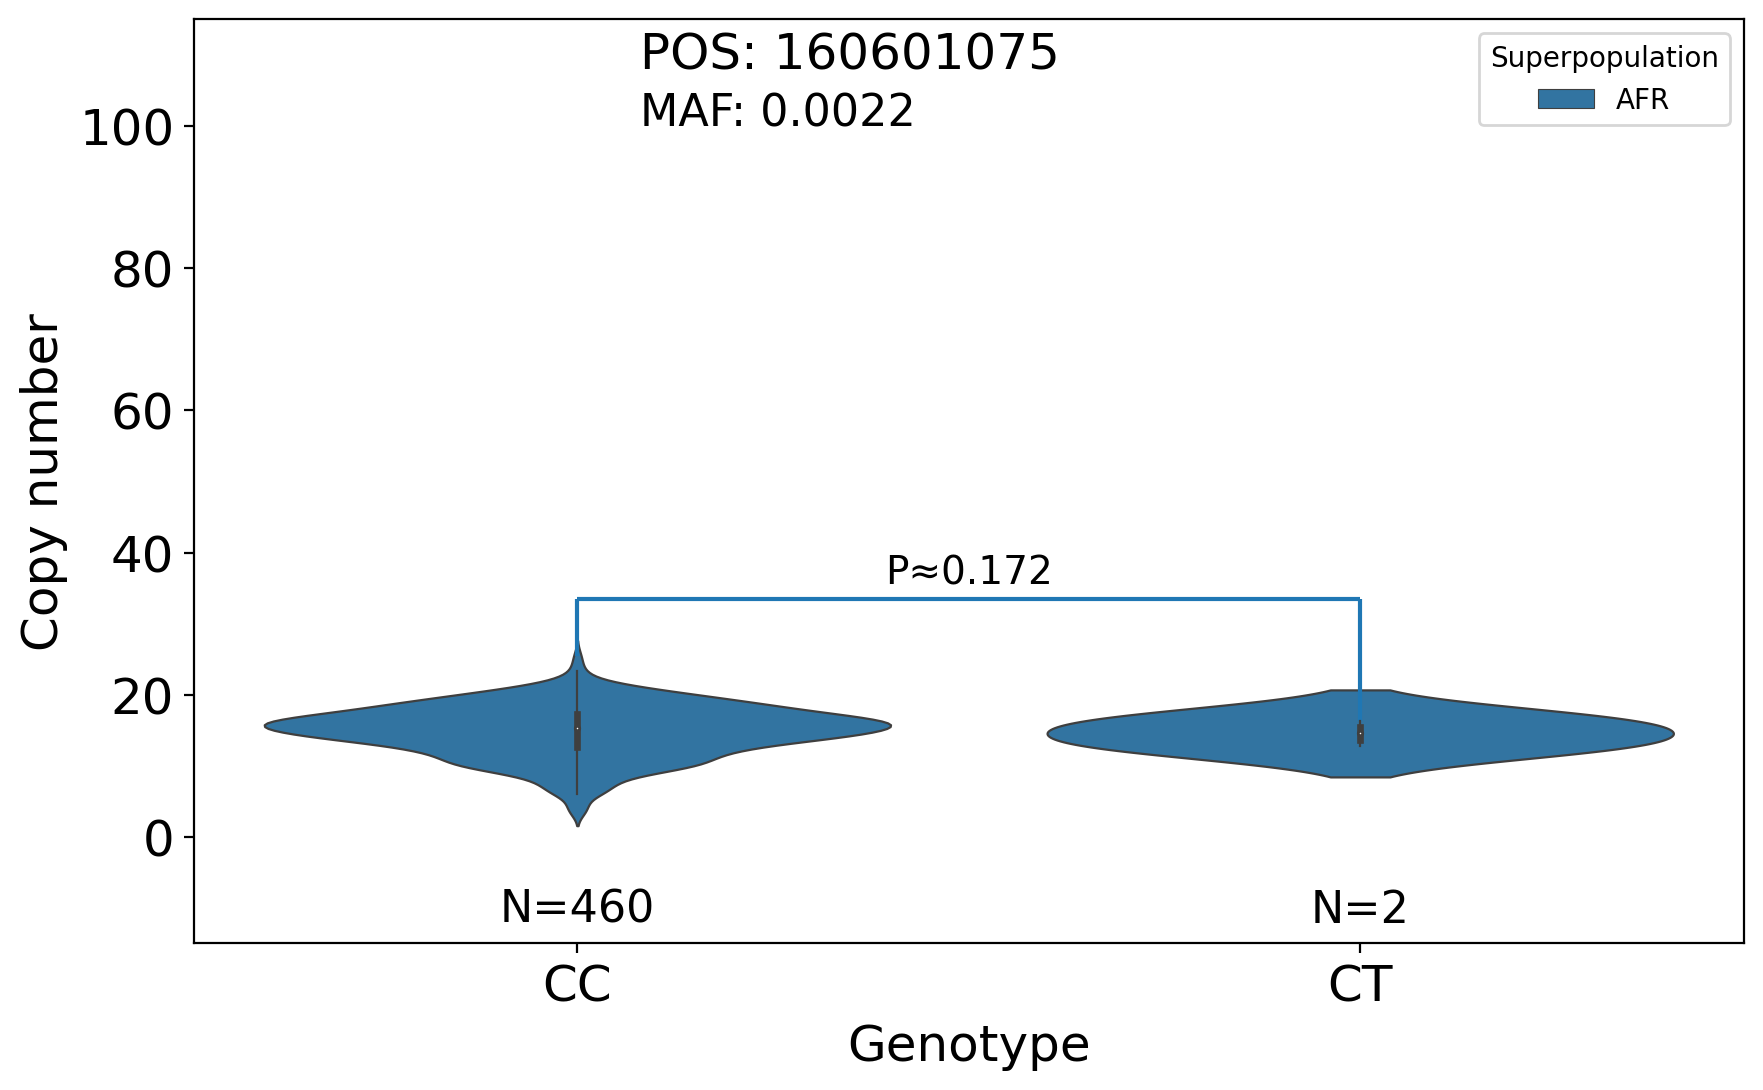 POS: 160601075
MAF: 0.0022
Superpopulation
AFR
100
80
60
40
20
0
Copy number
P≈0.172
N=460
N=2
CC
CT
Genotype